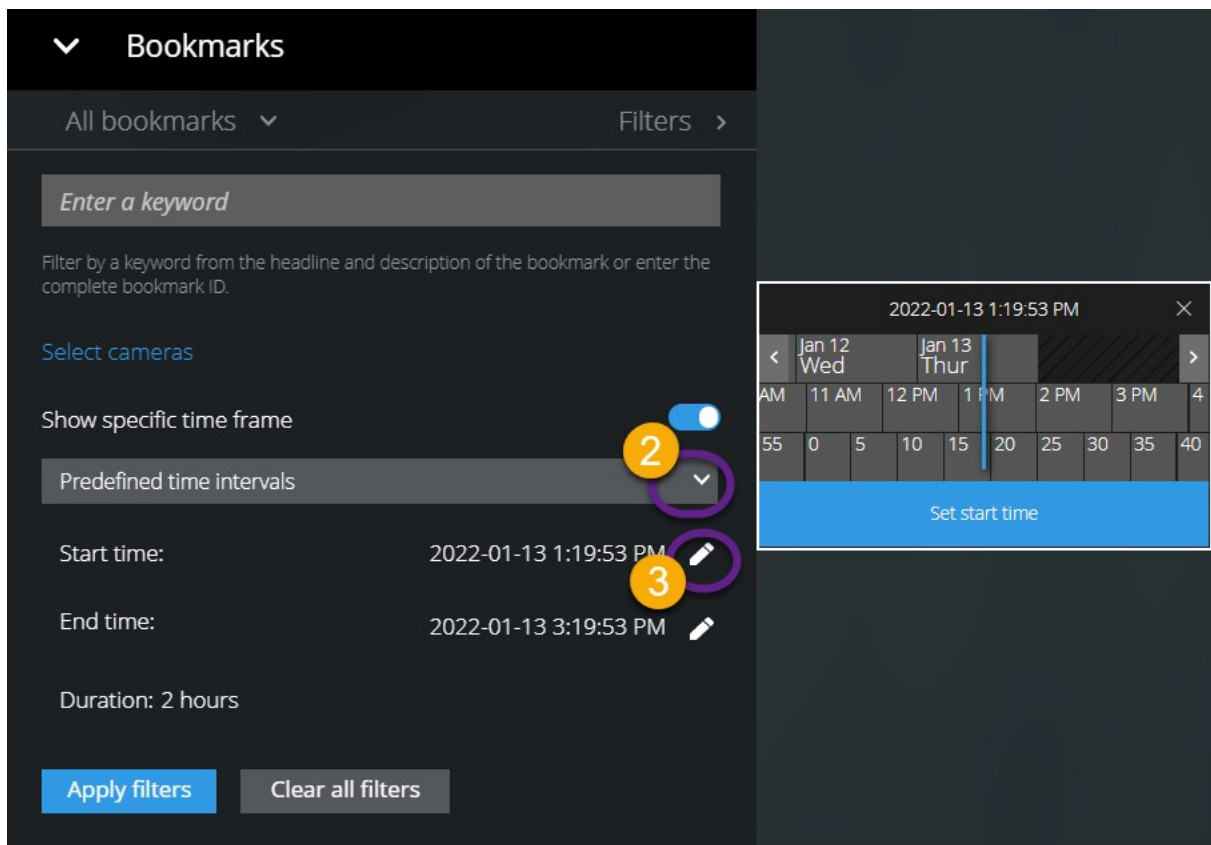 Bookmarks
All bookmarks
Filters
Enter a keyword
Filter by a keyword from the headline and description of the bookmark or enter the
complete bookmark ID.
Select cameras
Show specific time frame
2
Predefined time intervals
Start time: 2022-01-13 1:19:53 PM
3
End time: 2022-01-13 3:19:53 PM
Duration: 2 hours
Apply filters Clear all filters
2022-01-13 1:19:53 PM
Jan 12 Jan 13
Wed Thur
AM 11 AM 12 PM 1 PM 2 PM 3 PM 4
55 0 5 10 15 20 25 30 35 40
Set start time